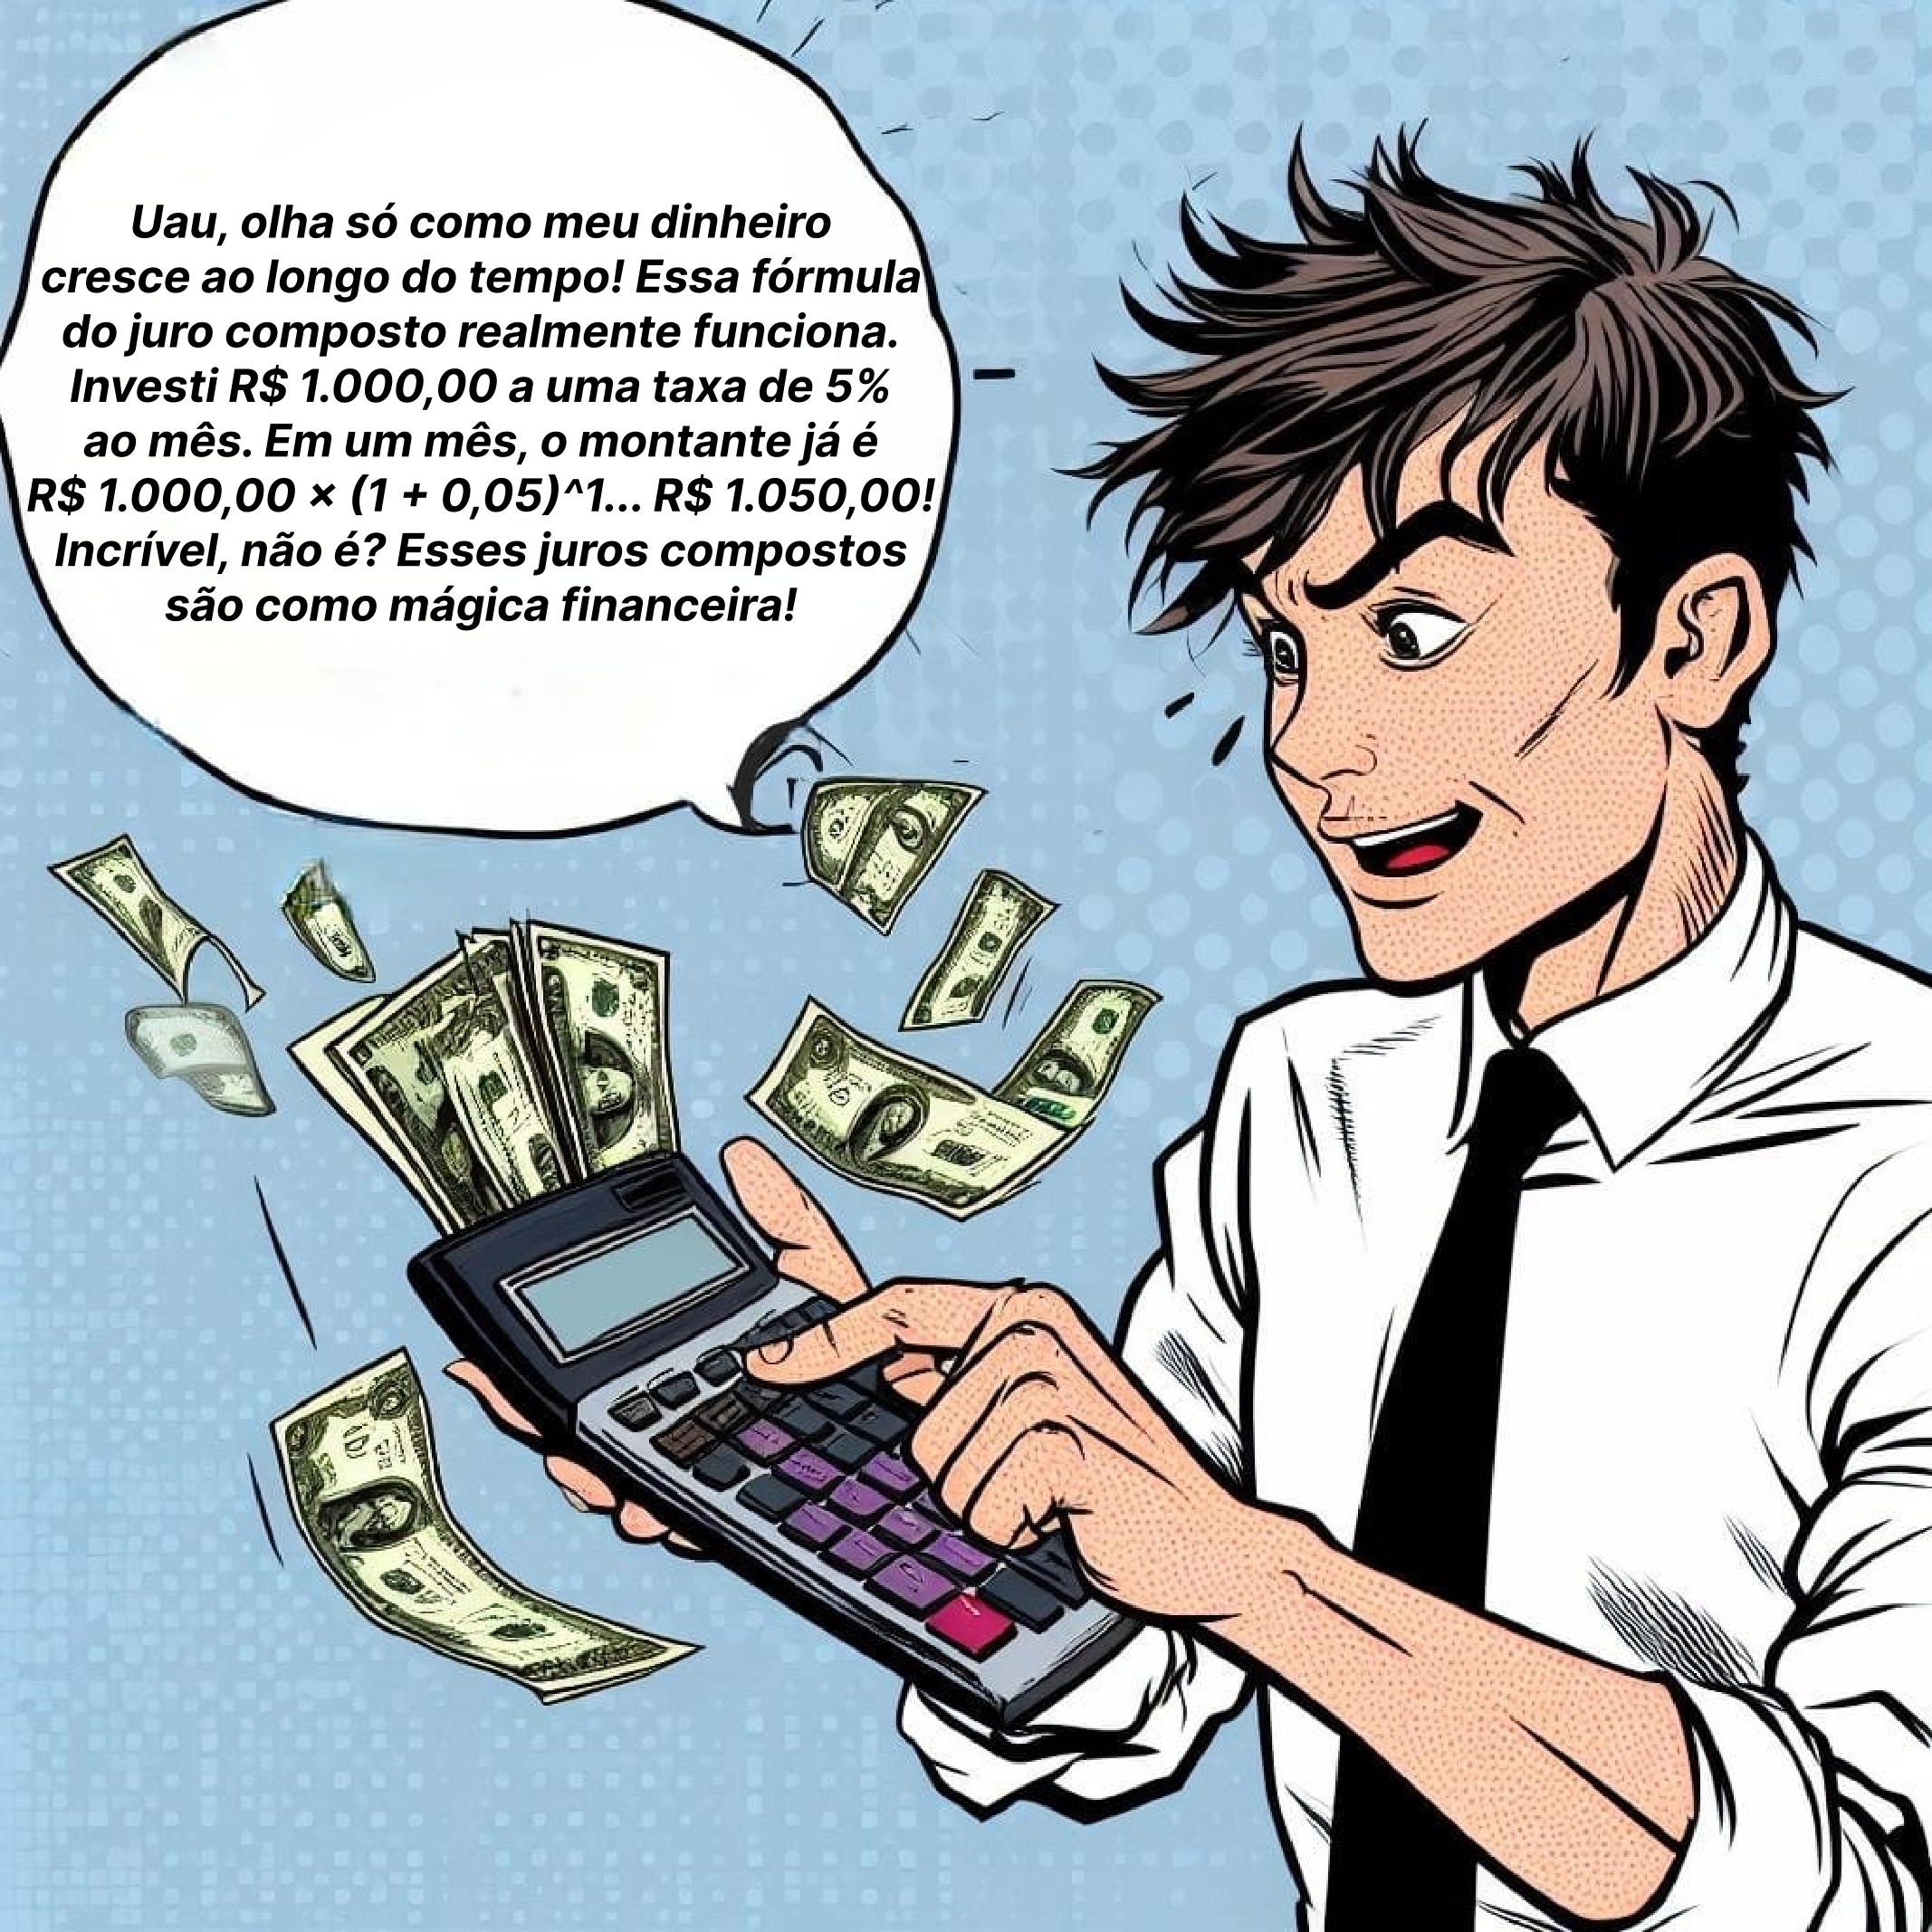 Uau, olha só como meu dinheiro
cresce ao longo do tempo! Essa fórmula
do juro composto realmente funciona.
Investi R$ 1.000,00 a uma taxa de 5%
ao mês. Em um mês, o montante já é
R$ 1.000,00 × (1 + 0,05)^1... R$ 1.050,00!
Incrível, não é? Esses juros compostos
são como mágica financeira!